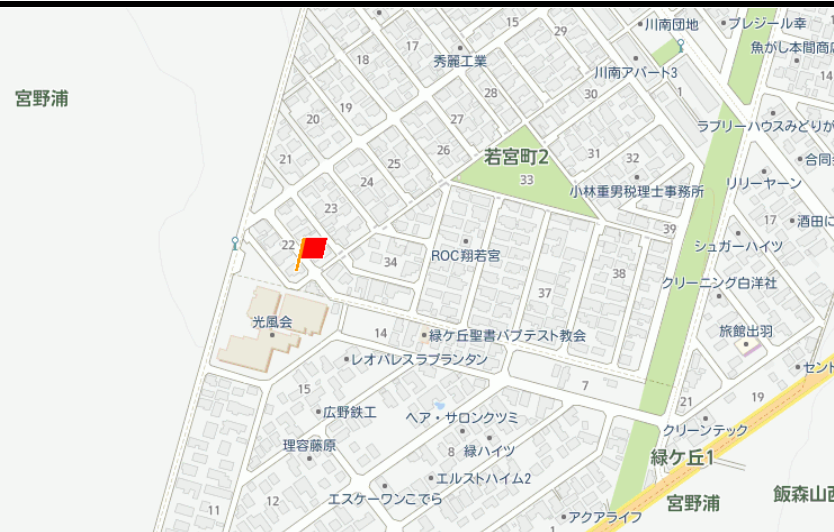 15
29
川南団地
プレジール幸
18
17
魚がし本間商店
秀麗工業
川南アパート3
14
宮野浦
28
30
1
19
20
27
ラブリーハウスみどりが
26
若宮町2
31
32
合同
21
25
24
33
小林重男税理士事務所
リリーヤーン
23
17
酒田に
39
22
ROC翔若宮
シュガーハイツ
34
38
クリーニング白洋社
37
光風会
14
緑ケ丘聖書バプテスト教会
旅館出羽
レオパレスラブランタン
セント
7
15
19
21
広野鉄工
ヘア・サロンクツミ
クリーンテック
理容藤原
8
緑ハイツ
緑ケ丘1
エルストハイム2
12
エスケーワンこでら
宮野浦
飯森山西
11
アクアライフ
1